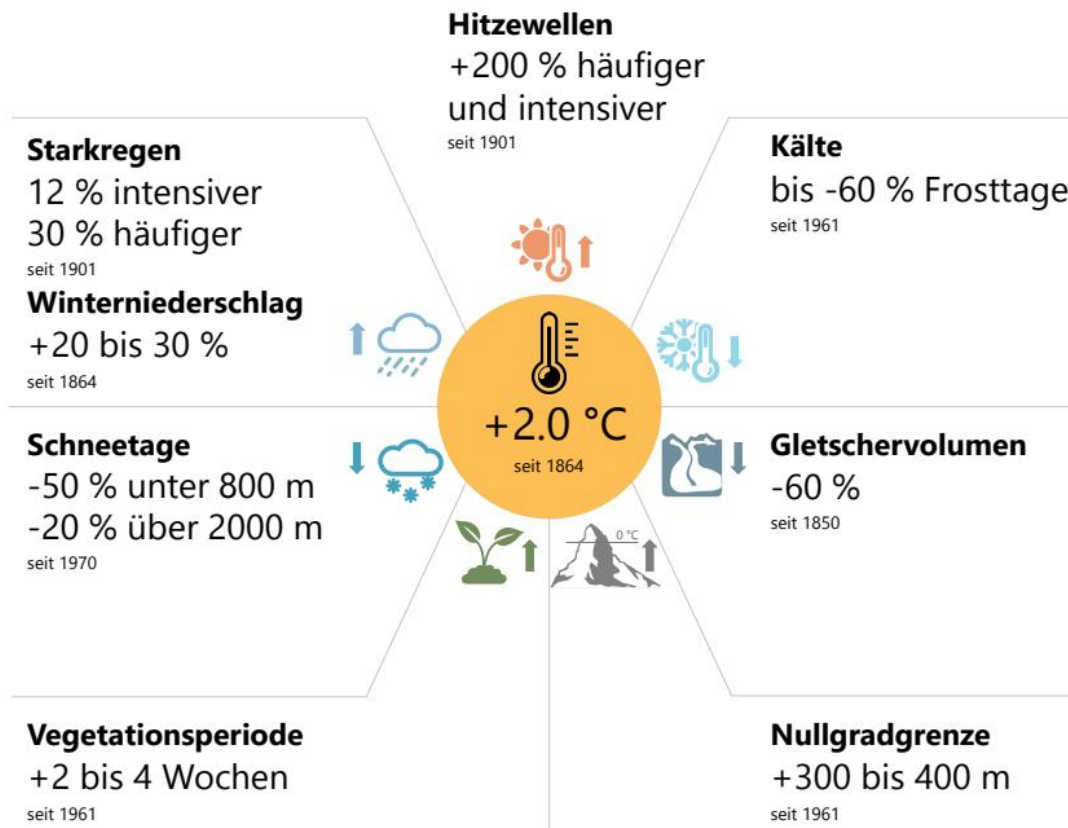 Hitzewellen
+200 % häufiger
und intensiver
seit 1901
Starkregen
12 % intensiver
30 % häufiger
seit 1901
Winterniederschlag
+20 bis 30 %
seit 1864
Kälte
bis -60 % Frosttage
seit 1961
+2.0 °C
seit 1864
Schneetage
-50 % unter 800 m
-20 % über 2000 m
seit 1970
Gletschervolumen
-60 %
seit 1850
0 °C
Vegetationsperiode
+2 bis 4 Wochen
seit 1961
Nullgradgrenze
+300 bis 400 m
seit 1961